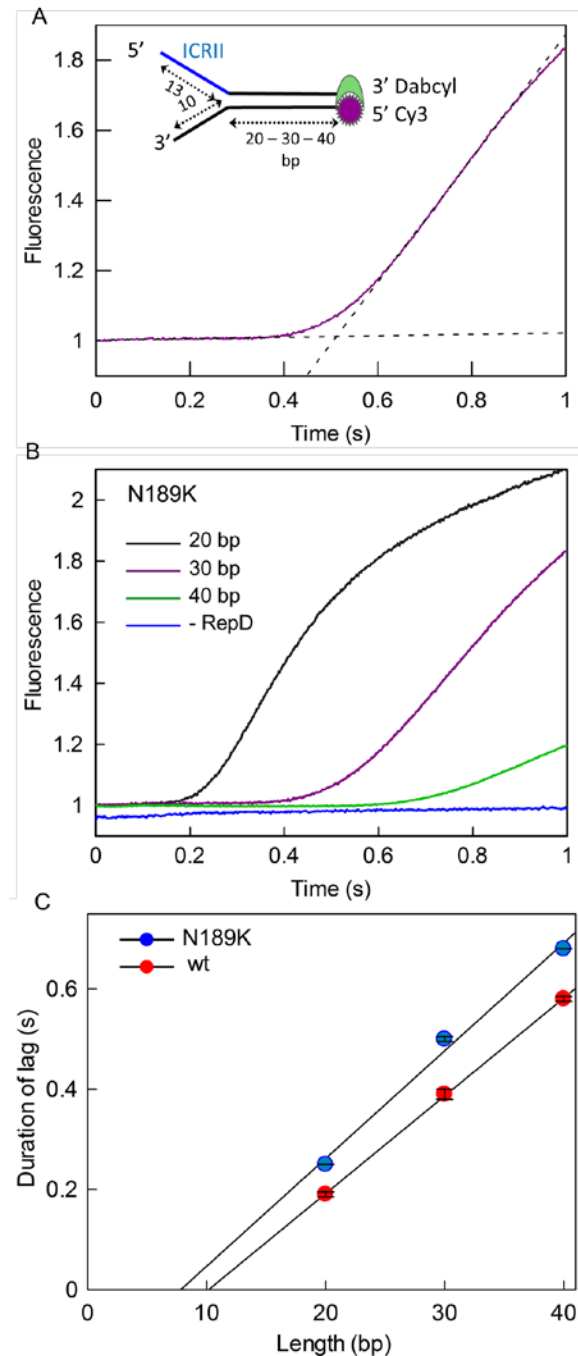 A
1.8
1.6
1.4
1.2
1
Fluorescence
5’
ICRII
13
10
3’
20 – 30 – 40
bp
3’ Dabcyl
5’ Cy3
0
0.2
0.4
0.6
0.8
1
Time (s)
B
N189K
20 bp
30 bp
40 bp
- RepD
2
1.8
1.6
1.4
1.2
1
Fluorescence
0
0.2
0.4
0.6
0.8
1
Time (s)
C
N189K
wt
0.6
0.4
0.2
0
Duration of lag (s)
0
10
20
30
40
Length (bp)